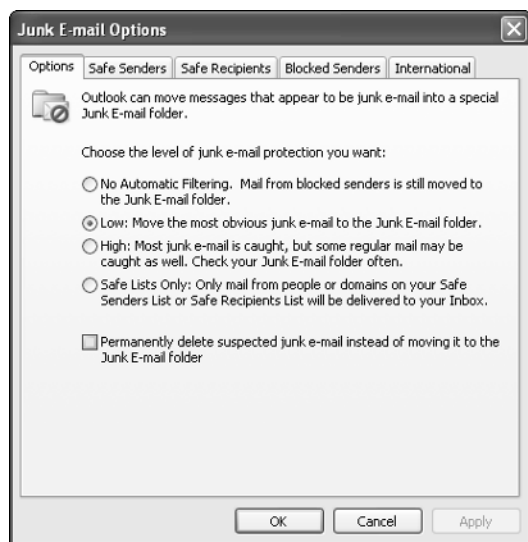 Junk E-mail Options
Options Safe Senders Safe Recipients Blocked Senders International
Outlook can move messages that appear to be junk e-mail into a special
Junk E-mail folder.
Choose the level of junk e-mail protection you want:
No Automatic Filtering. Mail from blocked senders is still moved to
the Junk E-mail folder.
Low: Move the most obvious junk e-mail to the Junk E-mail folder.
High: Most junk e-mail is caught, but some regular mail may be
caught as well. Check your Junk E-mail folder often.
Safe Lists Only: Only mail from people or domains on your Safe
Senders List or Safe Recipients List will be delivered to your Inbox.
Permanently delete suspected junk e-mail instead of moving it to the
Junk E-mail folder
OK Cancel Apply